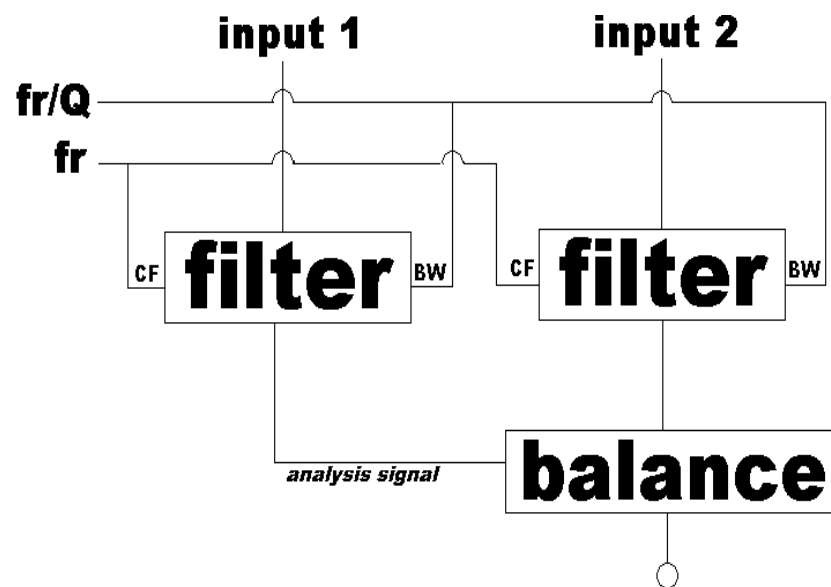 input 1
input 2
fr/Q
fr
CF
filter
BW
CF
filter
BW
analysis signal
balance